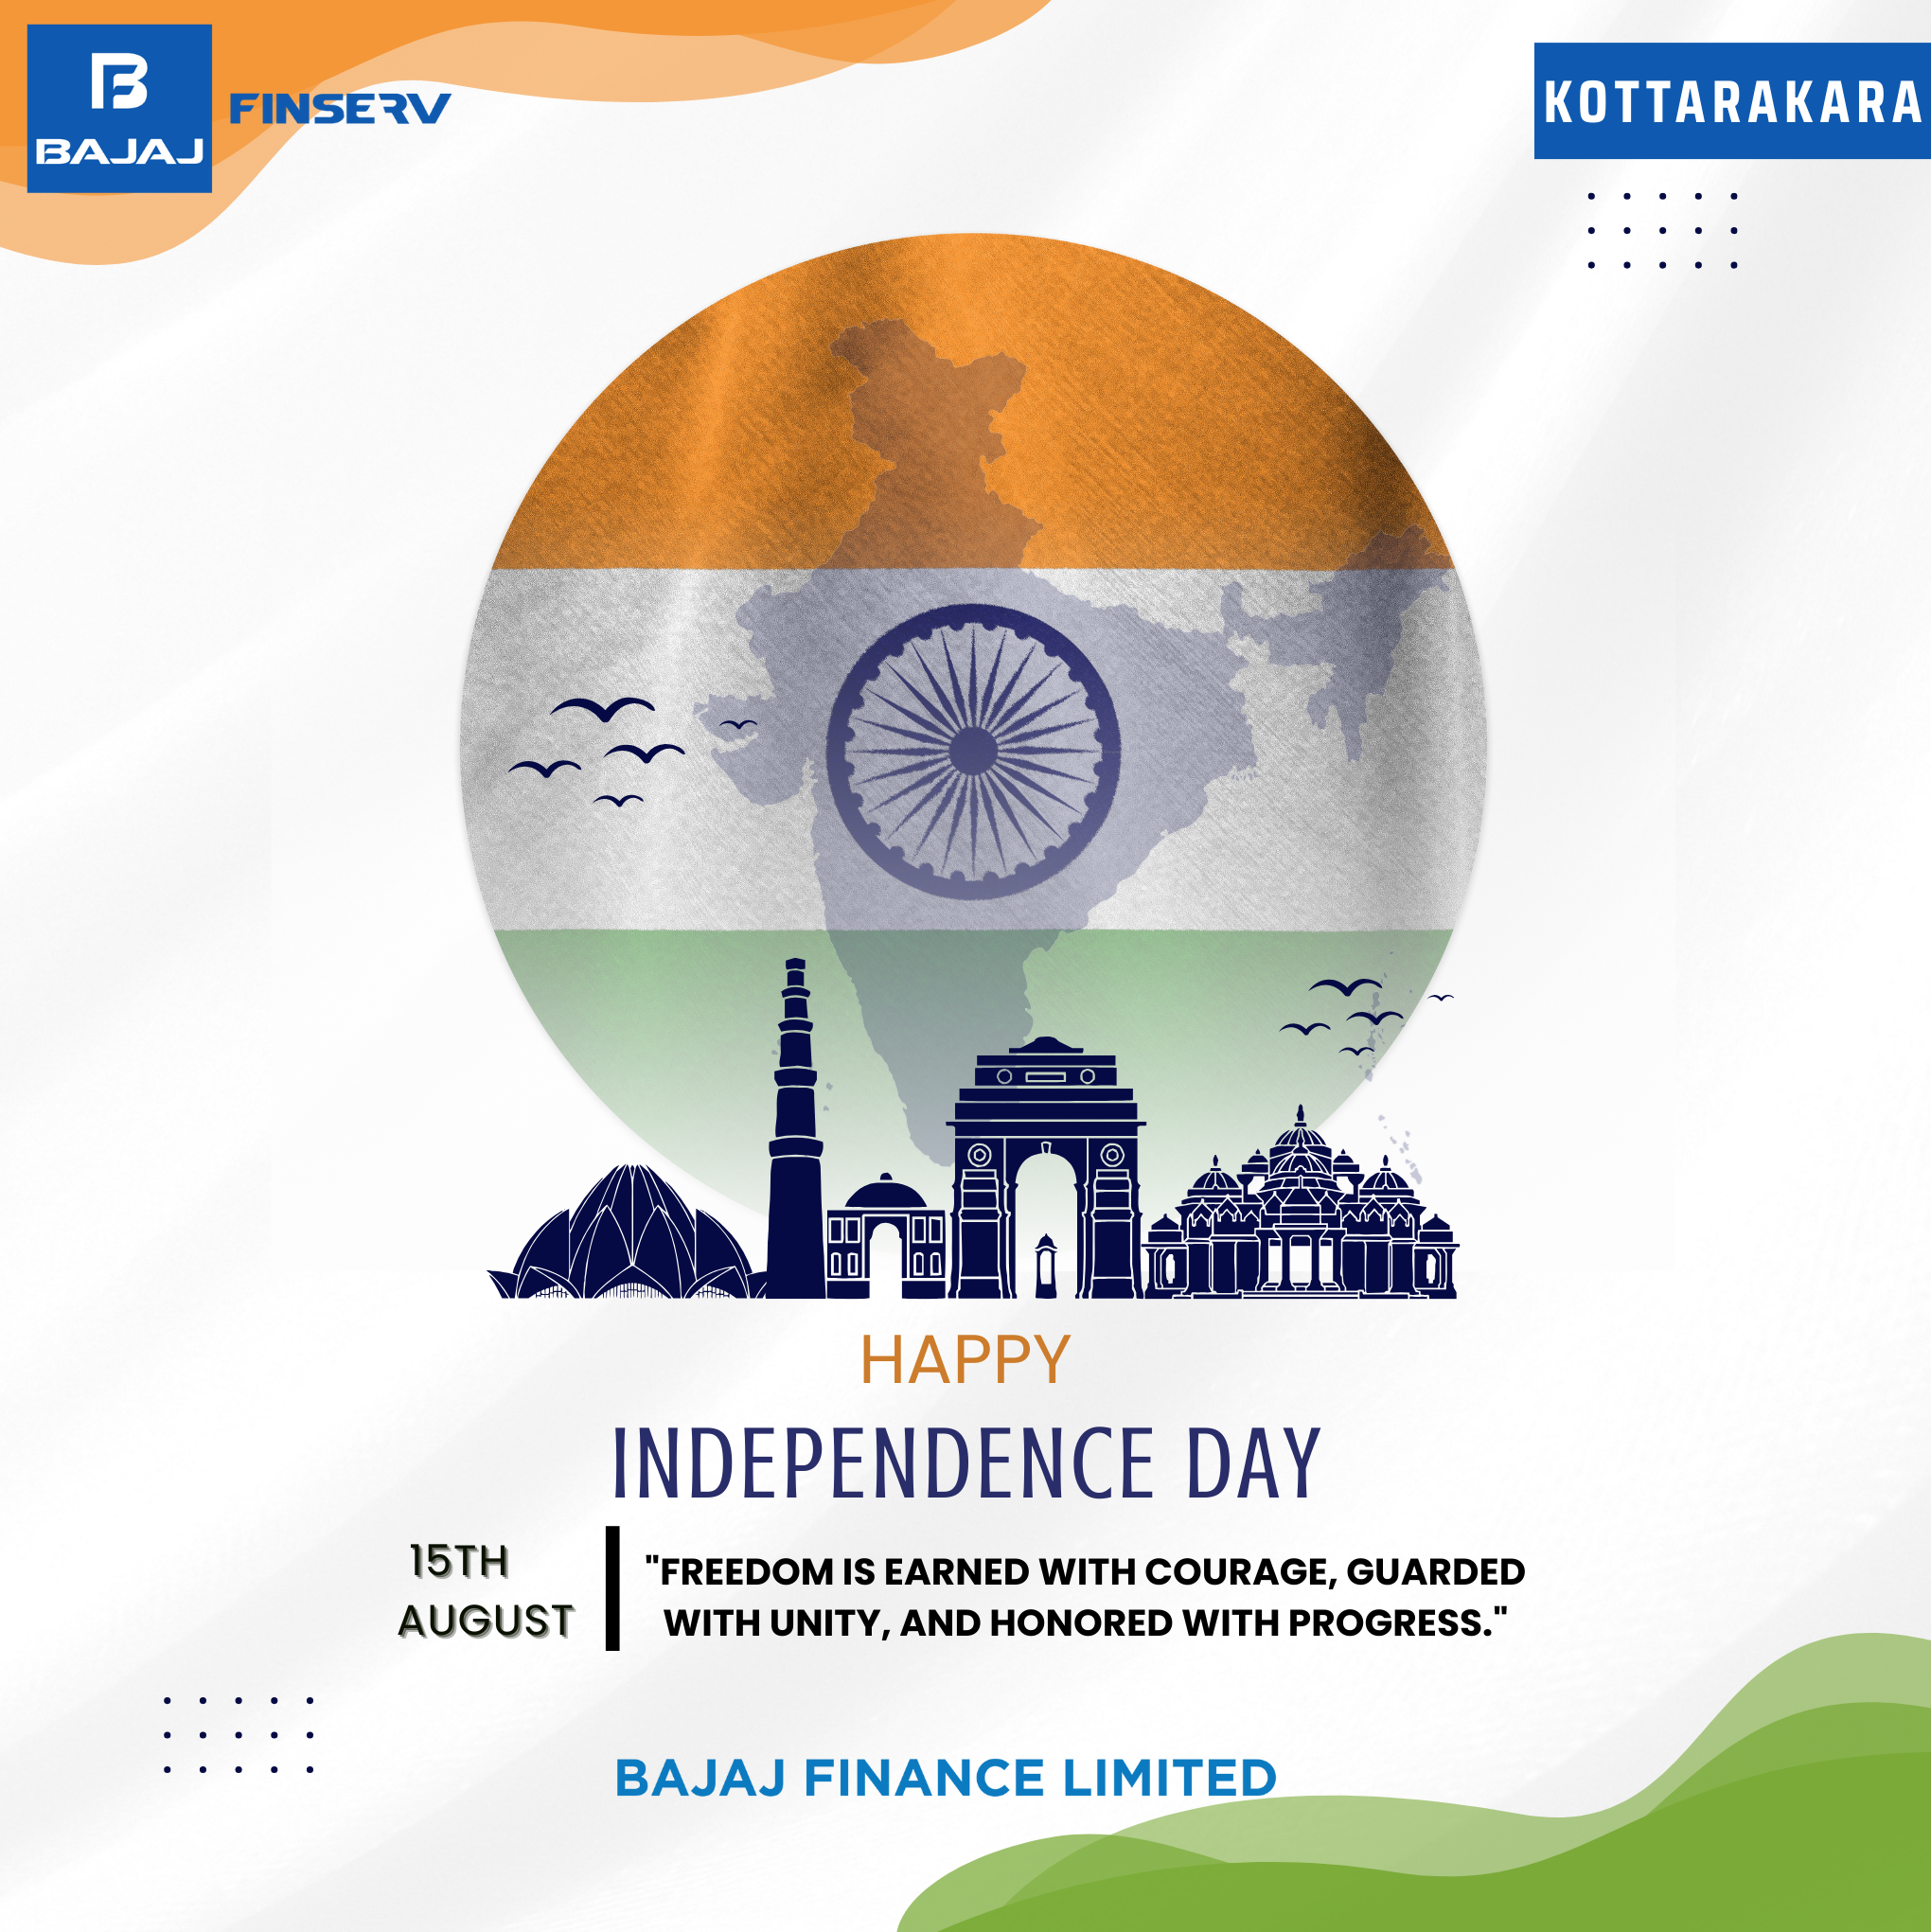 BAJAJ
FINSERV
KOTTARAKARA
HAPPY
INDEPENDENCE DAY
15TH
AUGUST
"FREEDOM IS EARNED WITH COURAGE, GUARDED
WITH UNITY, AND HONORED WITH PROGRESS."
BAJAJ FINANCE LIMITED